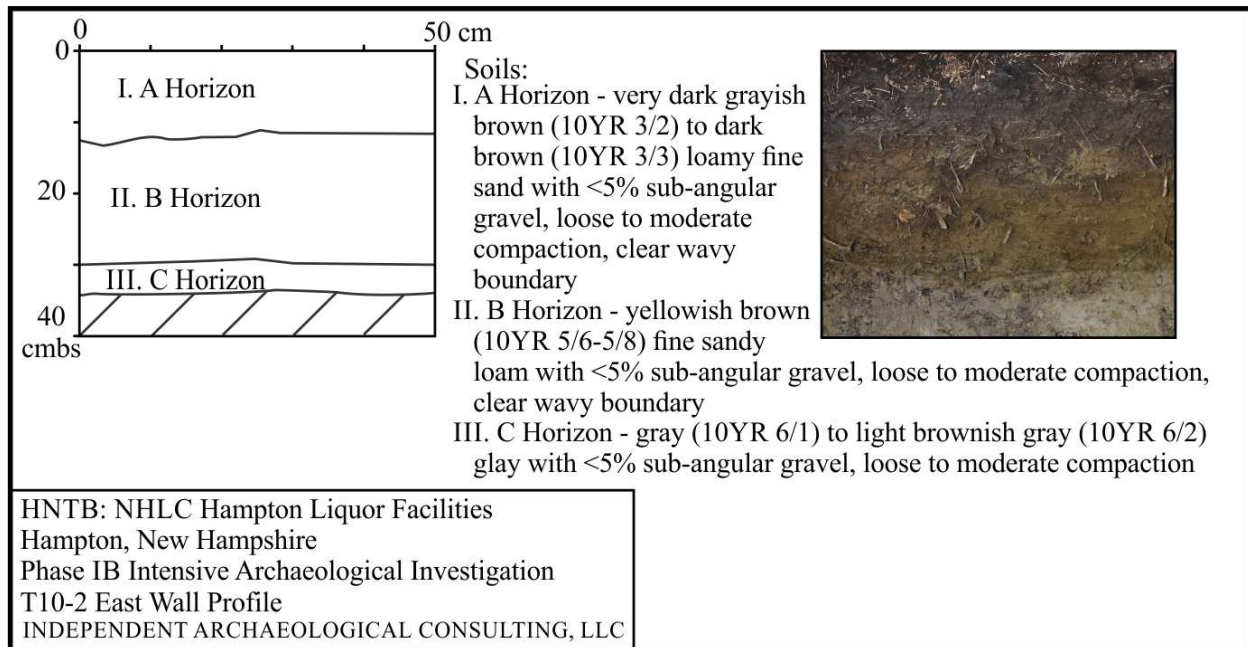 0
50 cm
0
I. A Horizon
20
II. B Horizon
III. C Horizon
40
cmbs
Soils:
I. A Horizon - very dark grayish
brown (10YR 3/2) to dark
brown (10YR 3/3) loamy fine
sand with <5% sub-angular
gravel, loose to moderate
compaction, clear wavy
boundary
II. B Horizon - yellowish brown
(10YR 5/6-5/8) fine sandy
loam with <5% sub-angular gravel, loose to moderate compaction,
clear wavy boundary
III. C Horizon - gray (10YR 6/1) to light brownish gray (10YR 6/2)
glay with <5% sub-angular gravel, loose to moderate compaction
HNTB: NHLC Hampton Liquor Facilities
Hampton, New Hampshire
Phase IB Intensive Archaeological Investigation
T10-2 East Wall Profile
INDEPENDENT ARCHAEOLOGICAL CONSULTING, LLC